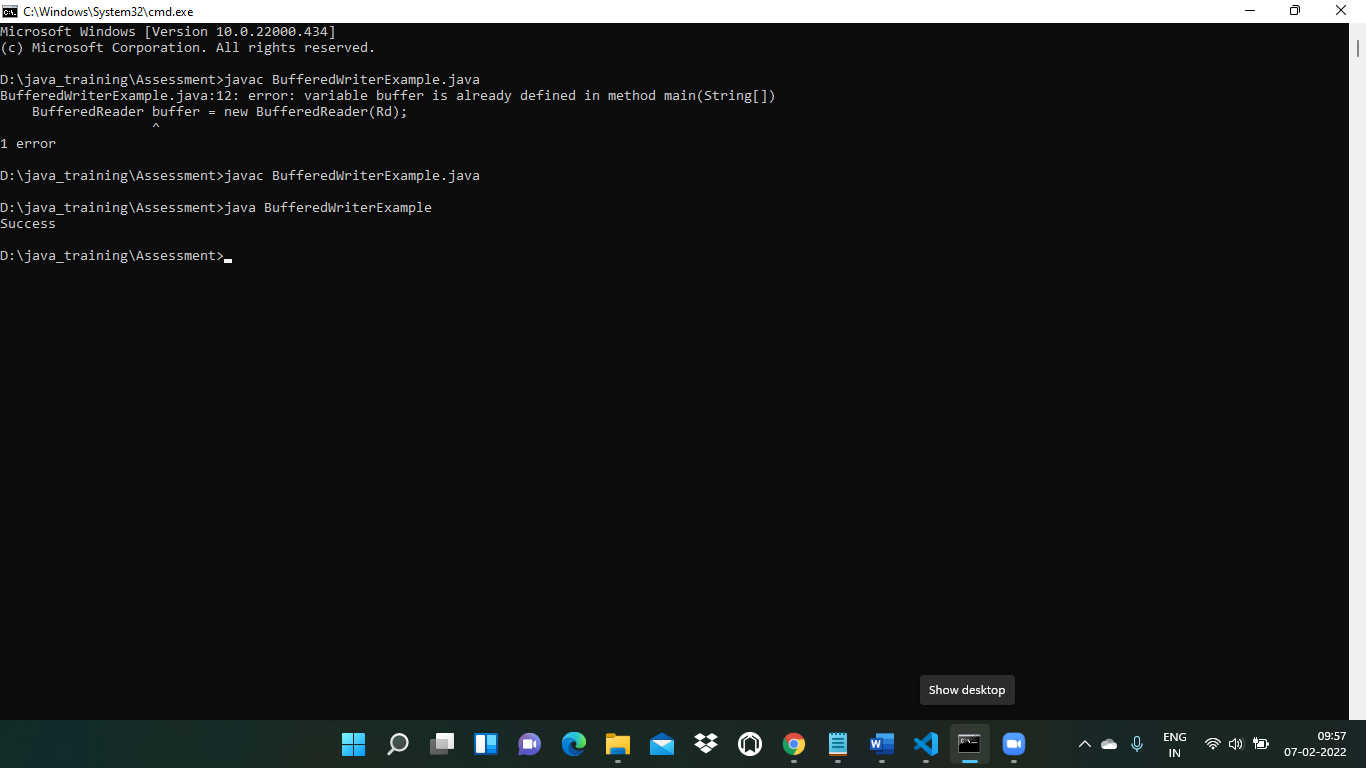 C:\Windows\System32\cmd.exe
Microsoft Windows [Version 10.0.22000.434]
(c) Microsoft Corporation. All rights reserved.
D:\java_training\Assessment>javac BufferedWriterExample.java
BufferedWriterExample.java:12: error: variable buffer is already defined in method main(String[])
    BufferedReader buffer = new BufferedReader(Rd);
                   ^
1 error
D:\java_training\Assessment>javac BufferedWriterExample.java
D:\java_training\Assessment>java BufferedWriterExample
Success
D:\java_training\Assessment>
Show desktop
ENG
IN
09:57
07-02-2022